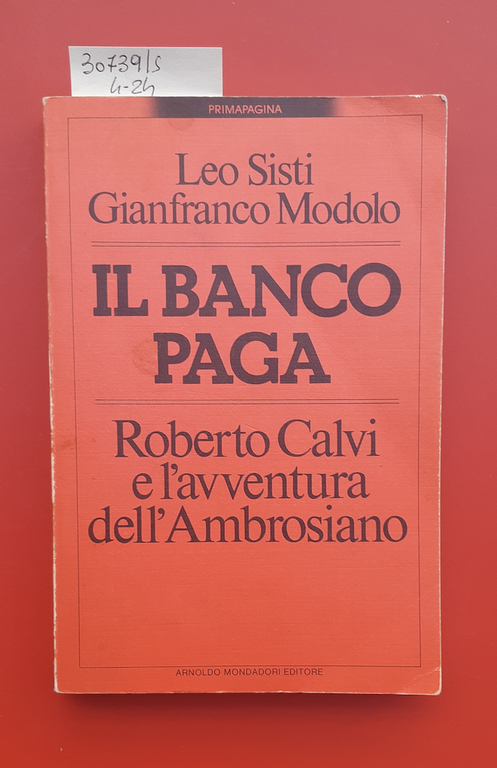 30739/S
4-24
PRIMAPAGINA
Leo Sisti
Gianfranco Modolo
IL BANCO
PAGA
Roberto Calvi
e l'avventura
dell'Ambrosiano
ARNOLDO MONDADORI EDITORE